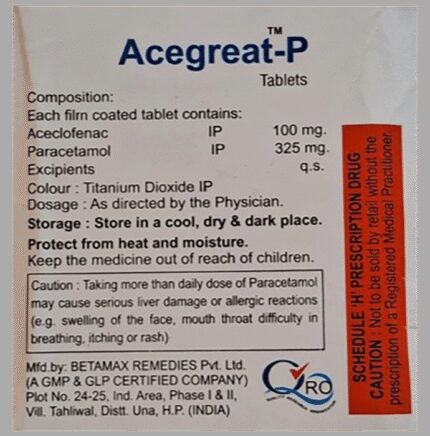 Acegreat-P
TM
Tablets
Composition:
Each film coated tablet contains:
Aceclofenac IP 100 mg.
Paracetamol IP 325 mg.
Excipients q.s.
Colour : Titanium Dioxide IP
Dosage : As directed by the Physician.
Storage : Store in a cool, dry & dark place.
Protect from heat and moisture.
Keep the medicine out of reach of children.
Caution : Taking more than daily dose of Paracetamol
may cause serious liver damage or allergic reactions
(e.g. swelling of the face, mouth throat difficulty in
breathing, itching or rash)
Mfd.by: BETAMAX REMEDIES Pvt. Ltd.
(A GMP & GLP CERTIFIED COMPANY)
Plot No. 24-25, Ind. Area, Phase I & II,
Vill. Tahliwal, Distt. Una, H.P. (INDIA)
QRO
SCHEDULE 'H' PRESCRIPTION DRUG
CAUTION : Not to be sold by retail without the
prescription of a Registered Medical Practitioner.